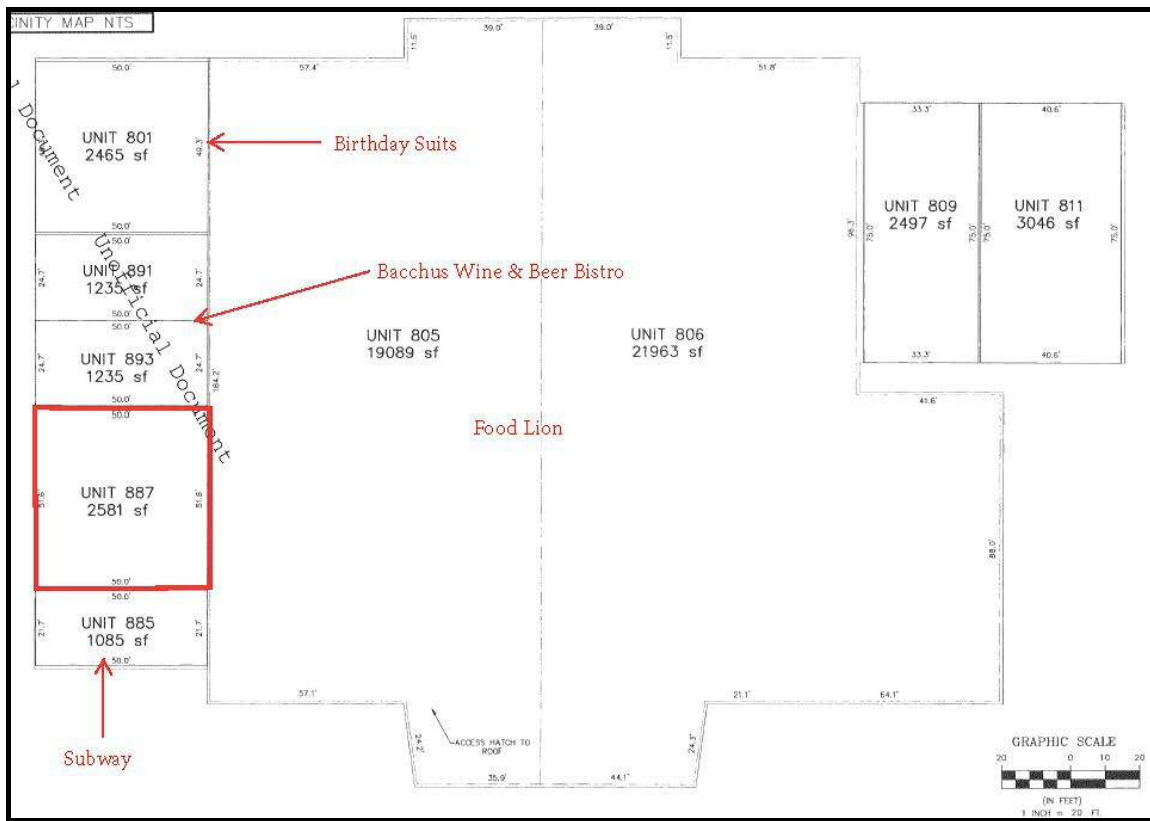 CINITY MAP NTS
39.0'
39.0'
11.5'
11.5'
57.4'
51.8'
50.0'
UNIT 801
2465 sf
49.3'
50.0'
Birthday Suits
l Document
Unofficial Document
50.0'
UNIT 891
1235 sf
24.7'
24.7'
50.0'
Bacchus Wine & Beer Bistro
50.0'
UNIT 893
1235 sf
24.7'
24.7'
50.0'
184.2'
50.0'
UNIT 887
2581 sf
51.6'
51.6'
50.0'
50.0'
UNIT 885
1085 sf
21.7'
21.7'
50.0'
Subway
UNIT 805
19089 sf
UNIT 806
21963 sf
Food Lion
98.3'
33.3'
UNIT 809
2497 sf
75.0'
75.0'
33.3'
40.6'
UNIT 811
3046 sf
75.0'
75.0'
40.6'
41.6'
88.0'
57.1'
21.1'
64.1'
24.2'
24.3'
ACCESS HATCH TO
ROOF
35.9'
44.1'
GRAPHIC SCALE
20 0 10 20
(IN FEET)
1 INCH = 20 FT.